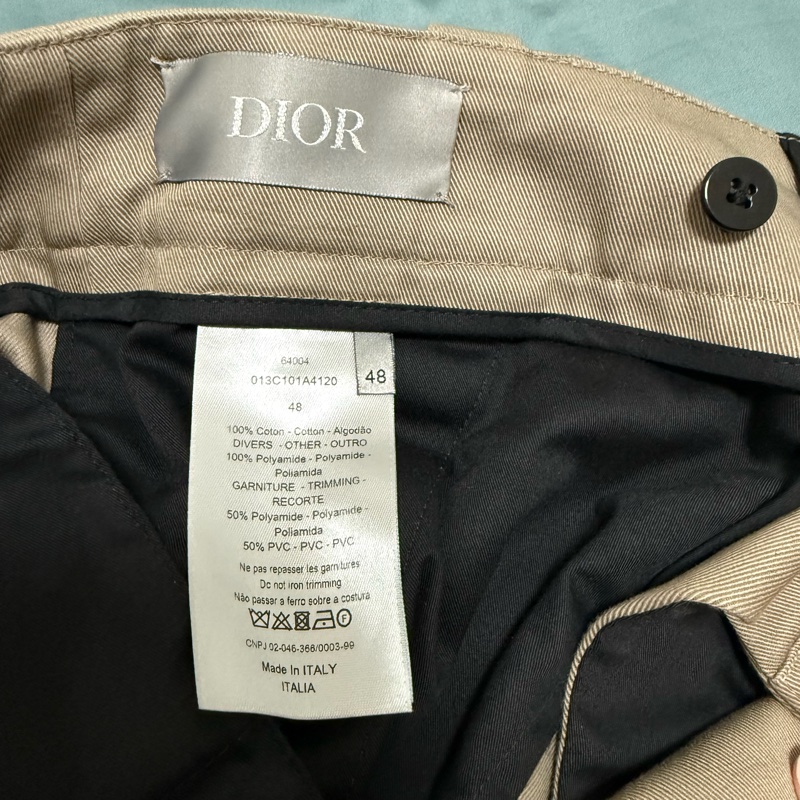 DIOR
64004
013C101A4120
48
48
100% Coton - Cotton - Algodão
DIVERS - OTHER - OUTRO
100% Polyamide - Polyamide -
Poliamida
GARNITURE - TRIMMING -
RECORTE
50% Polyamide - Polyamide -
Poliamida
50% PVC - PVC - PVC
Ne pas repasser les garnitures
Do not iron trimming
Não passar a ferro sobre a costura
CNPJ 02-046-366/0003-99
Made In ITALY
ITALIA